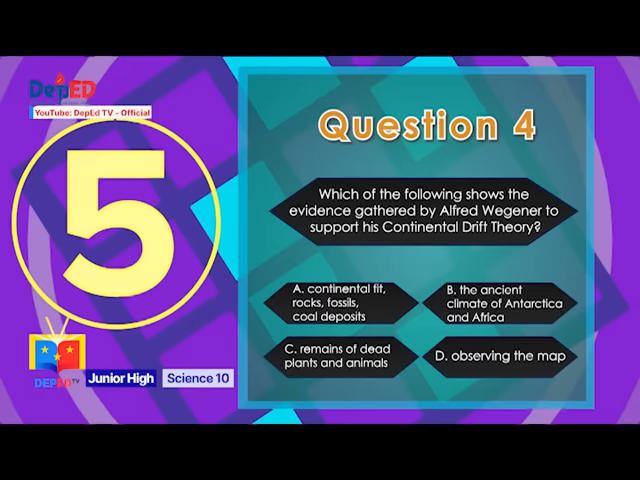 DepED
YouTube: DepEd TV - Official
5
Question 4
Which of the following shows the
evidence gathered by Alfred Wegener to
support his Continental Drift Theory?
A. continental fit,
rocks, fossils,
coal deposits
B. the ancient
climate of Antarctica
and Africa
C. remains of dead
plants and animals
D. observing the map
DEPED TV
Junior High
Science 10